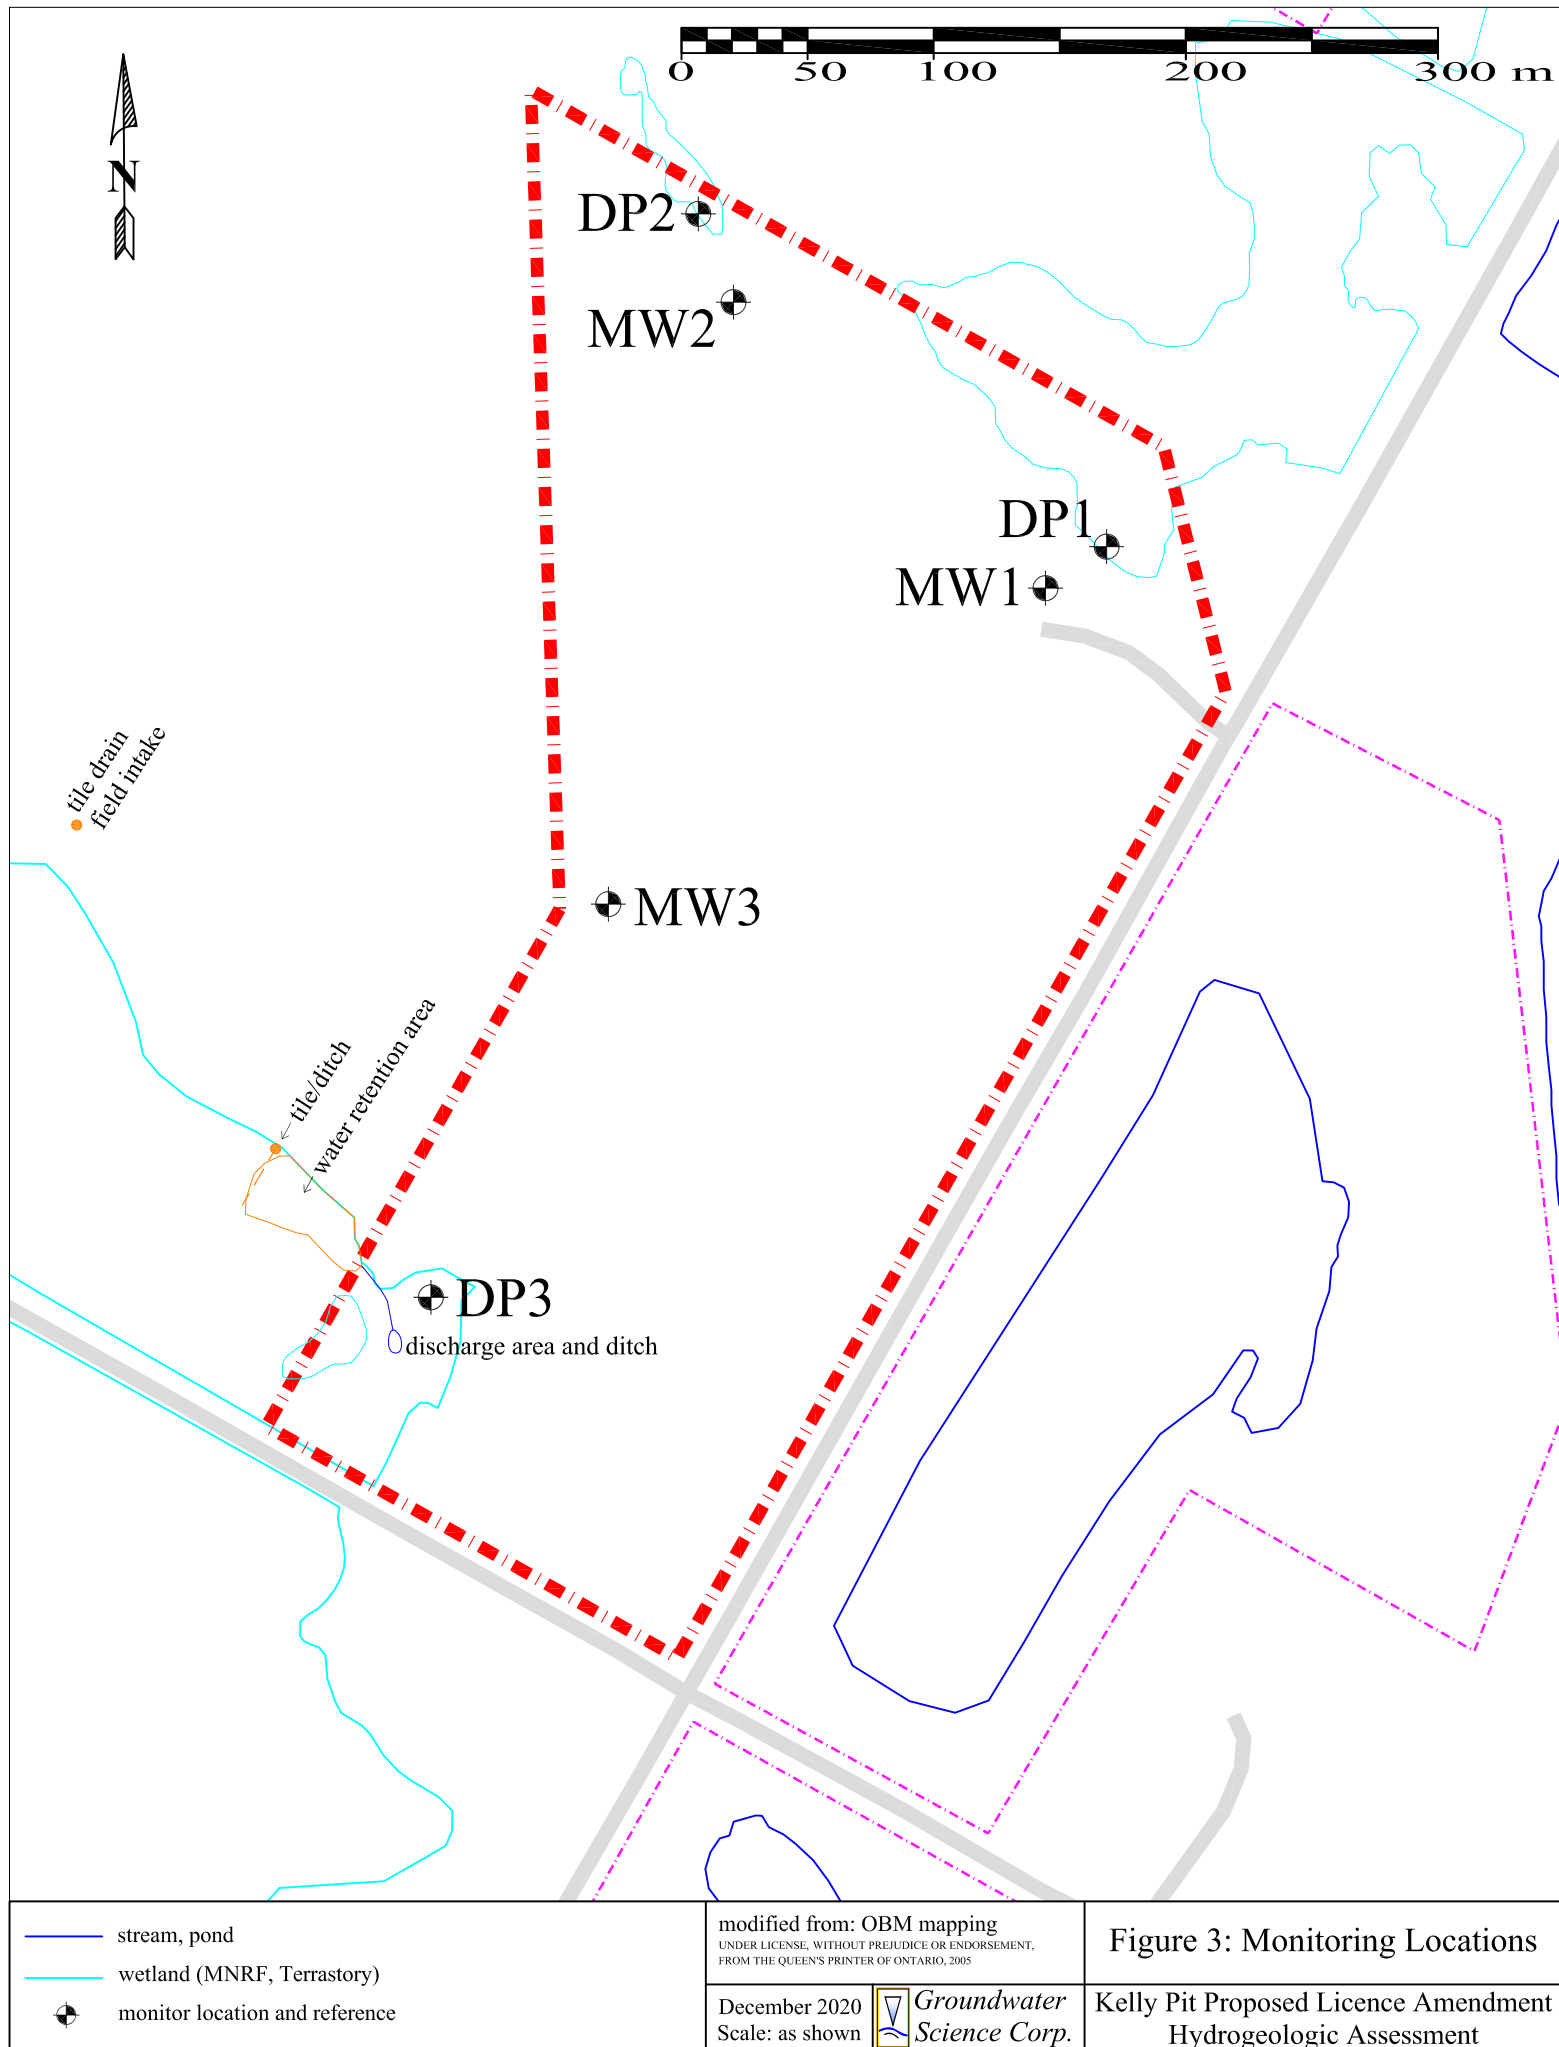 0 50 100 200 300 m
N
DP2
MW2
DP1
MW1
tile drain
field intake
MW3
tile/ditch
water retention area
DP3
discharge area and ditch
stream, pond
wetland (MNRF, Terrastory)
monitor location and reference
modified from: OBM mapping
UNDER LICENSE, WITHOUT PREJUDICE OR ENDORSEMENT,
FROM THE QUEEN'S PRINTER OF ONTARIO, 2005
December 2020
Scale: as shown
Groundwater
Science Corp.
Figure 3: Monitoring Locations
Kelly Pit Proposed Licence Amendment
Hydrogeologic Assessment